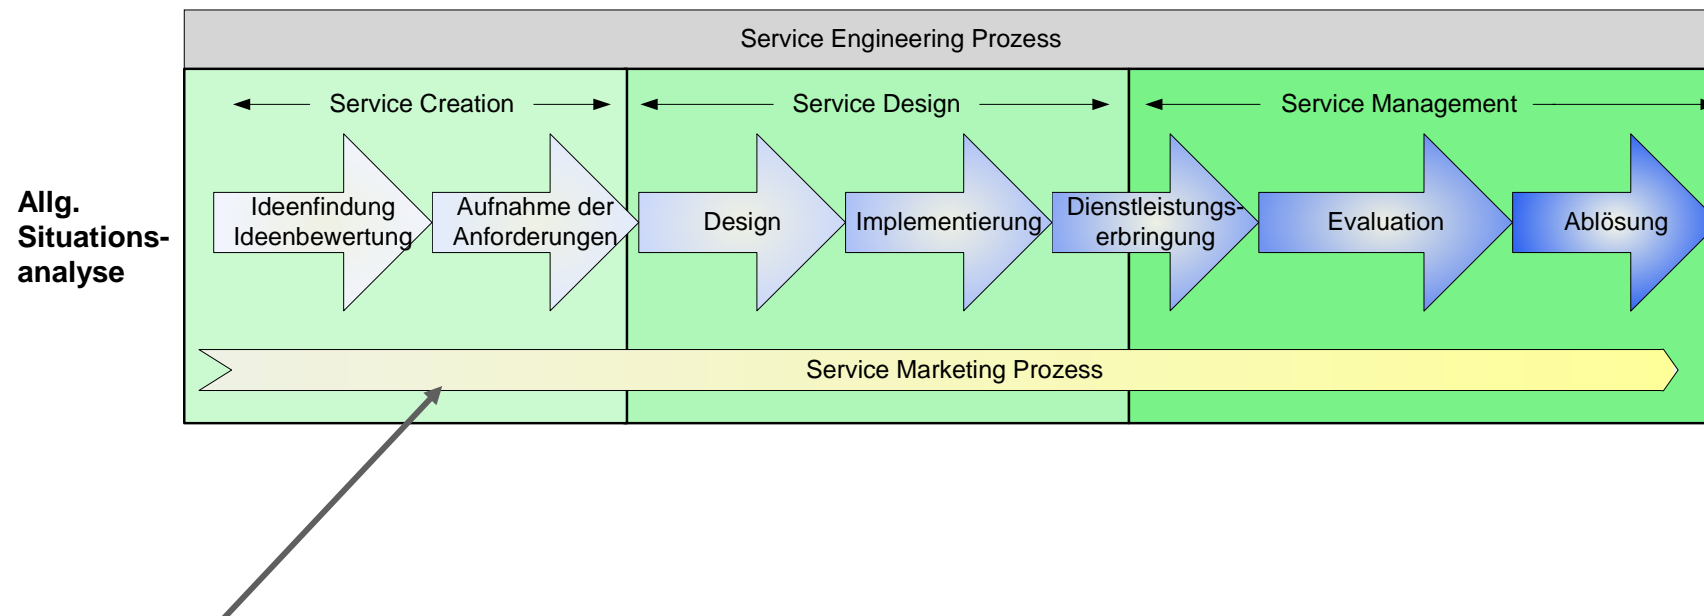 Service Engineering Prozess
Service Creation
Service Design
Service Management
Allg.
Situations-
analyse
Ideenfindung
Ideenbewertung
Aufnahme der
Anforderungen
Design
Implementierung
Dienstleistungs-
erbringung
Evaluation
Ablösung
Service Marketing Prozess